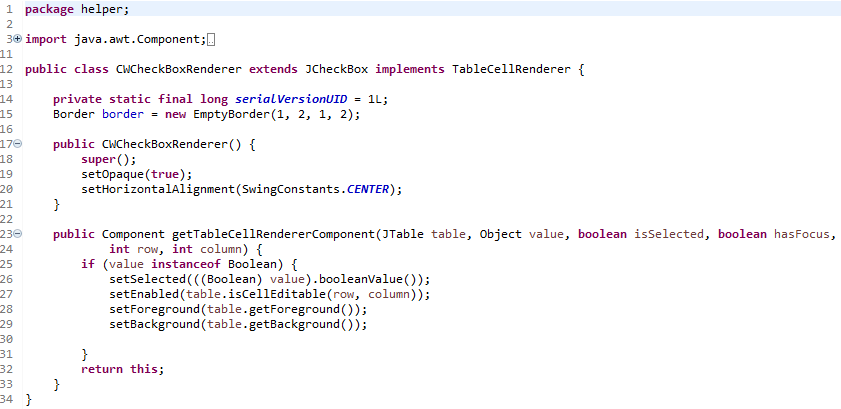 1 package helper;
2
3 import java.awt.Component;
11
12 public class CWCheckBoxRenderer extends JCheckBox implements TableCellRenderer {
13
14     private static final long serialVersionUID = 1L;
15     Border border = new EmptyBorder(1, 2, 1, 2);
16
17     public CWCheckBoxRenderer() {
18         super();
19         setOpaque(true);
20         setHorizontalAlignment(SwingConstants.CENTER);
21     }
22
23     public Component getTableCellRendererComponent(JTable table, Object value, boolean isSelected, boolean hasFocus,
24             int row, int column) {
25         if (value instanceof Boolean) {
26             setSelected(((Boolean) value).booleanValue());
27             setEnabled(table.isCellEditable(row, column));
28             setForeground(table.getForeground());
29             setBackground(table.getBackground());
30
31         }
32         return this;
33     }
34 }